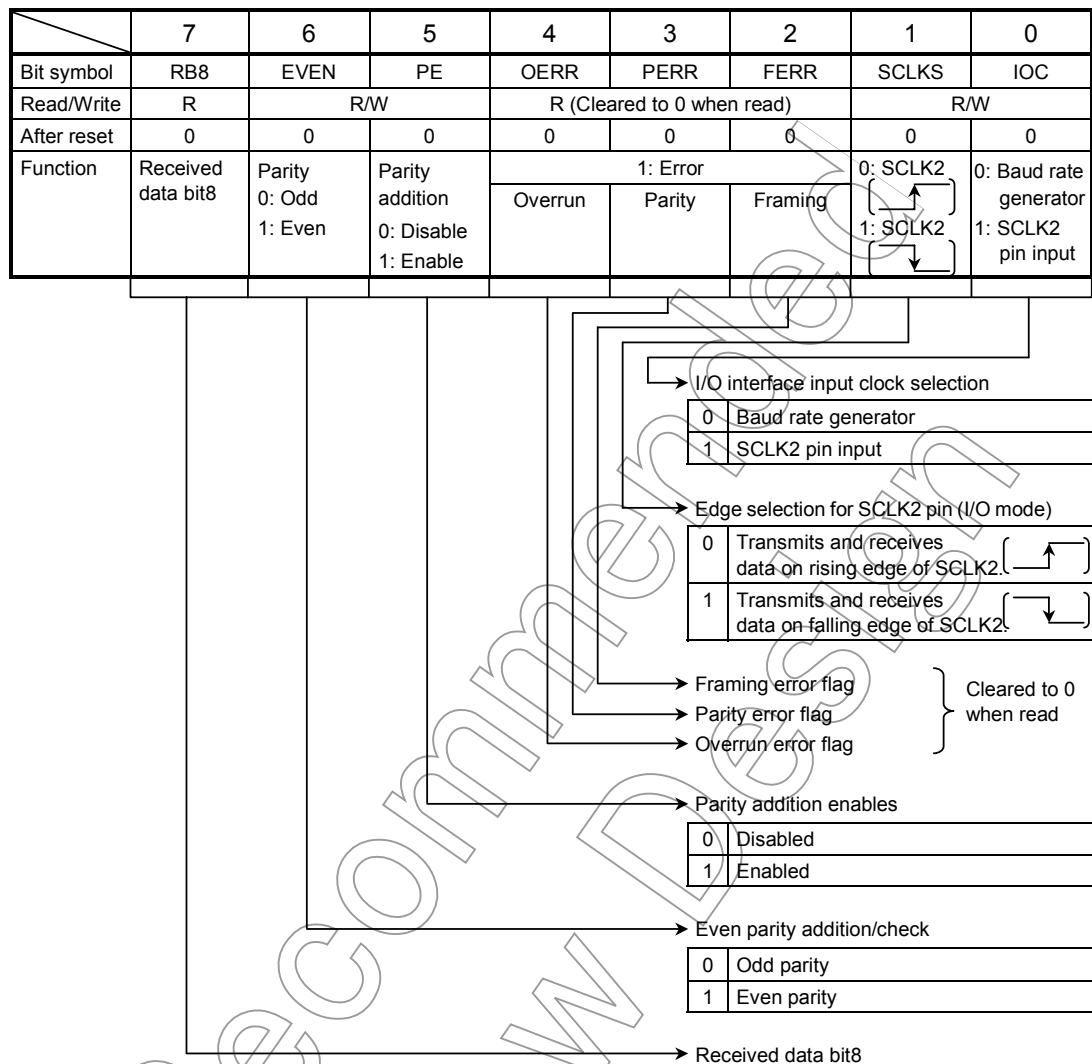 7 6 5 4 3 2 1 0
Bit symbol RB8 EVEN PE OERR PERR FERR SCLKS IOC
Read/Write R R/W R (Cleared to 0 when read) R/W
After reset 0 0 0 0 0 0 0 0
Function Received data bit8
Parity
0: Odd
1: Even
Parity
addition
0: Disable
1: Enable
1: Error
Overrun Parity Framing
0: SCLK2
1: SCLK2
0: Baud rate
generator
1: SCLK2
pin input
I/O interface input clock selection
0 Baud rate generator
1 SCLK2 pin input
Edge selection for SCLK2 pin (I/O mode)
0 Transmits and receives
data on rising edge of SCLK2.
1 Transmits and receives
data on falling edge of SCLK2.
Framing error flag
Parity error flag
Overrun error flag
Cleared to 0
when read
Parity addition enables
0 Disabled
1 Enabled
Even parity addition/check
0 Odd parity
1 Even parity
Received data bit8